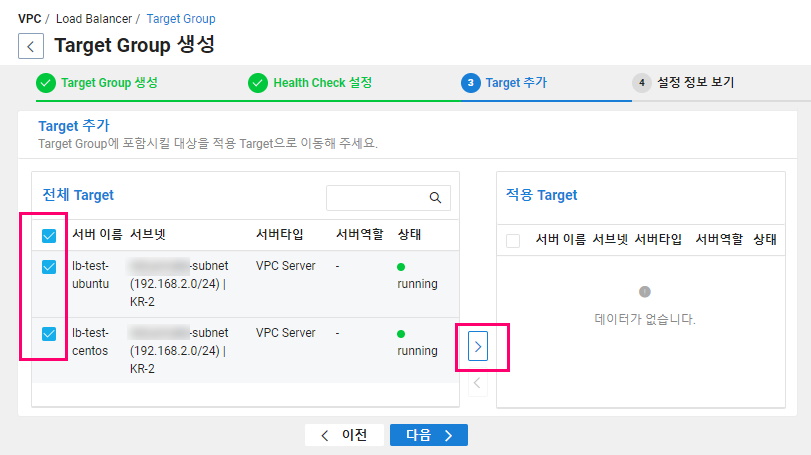 VPC / Load Balancer / Target Group
Target Group 생성
Target Group 생성
Health Check 설정
3 Target 추가
4 설정 정보 보기
Target 추가
Target Group에 포함시킬 대상을 적용 Target으로 이동해 주세요.
전체 Target
서버 이름 서브넷 서버타입 서버역할 상태
lb-test- -subnet VPC Server -
ubuntu (192.168.2.0/24) | running
KR-2
lb-test- -subnet VPC Server -
centos (192.168.2.0/24) | running
KR-2
적용 Target
서버 이름 서브넷 서버타입 서버역할 상태
데이터가 없습니다.
이전
다음